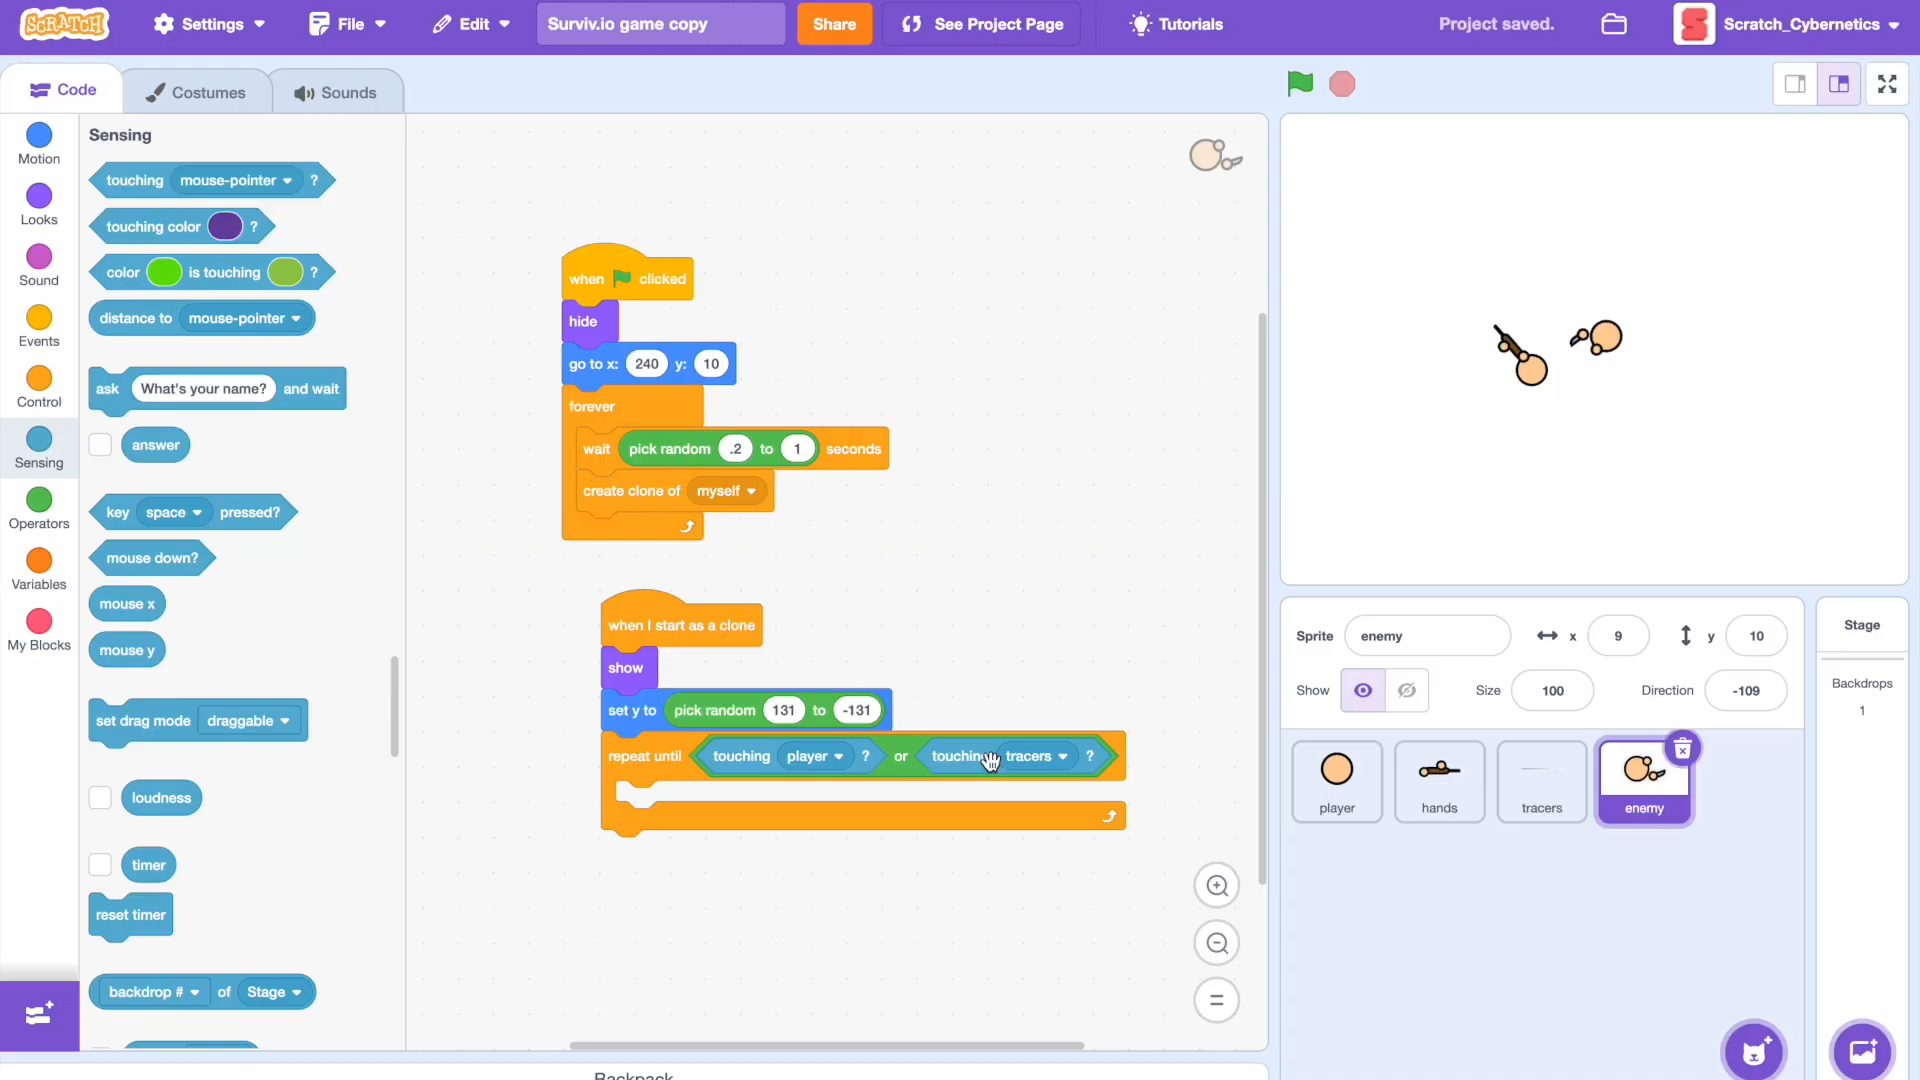 SCRATCH Settings File Edit Surviv.io game copy Share See Project Page Tutorials Project saved. Scratch_Cybernetics
Code Costumes Sounds
Motion
Looks
Sound
Events
Control
Sensing
Operators
Variables
My Blocks
Sensing
touching mouse-pointer ?
touching color ?
color is touching ?
distance to mouse-pointer
ask What's your name? and wait
answer
key space pressed?
mouse down?
mouse x
mouse y
set drag mode draggable
loudness
timer
reset timer
backdrop # of Stage
when clicked
hide
go to x: 240 y: 10
forever
wait pick random .2 to 1 seconds
create clone of myself
when I start as a clone
show
set y to pick random 131 to -131
repeat until touching player ? or touching tracers ?
Sprite enemy x 9 y 10
Show Size 100 Direction -109
player hands tracers enemy
Stage
Backdrops
1
Backpack